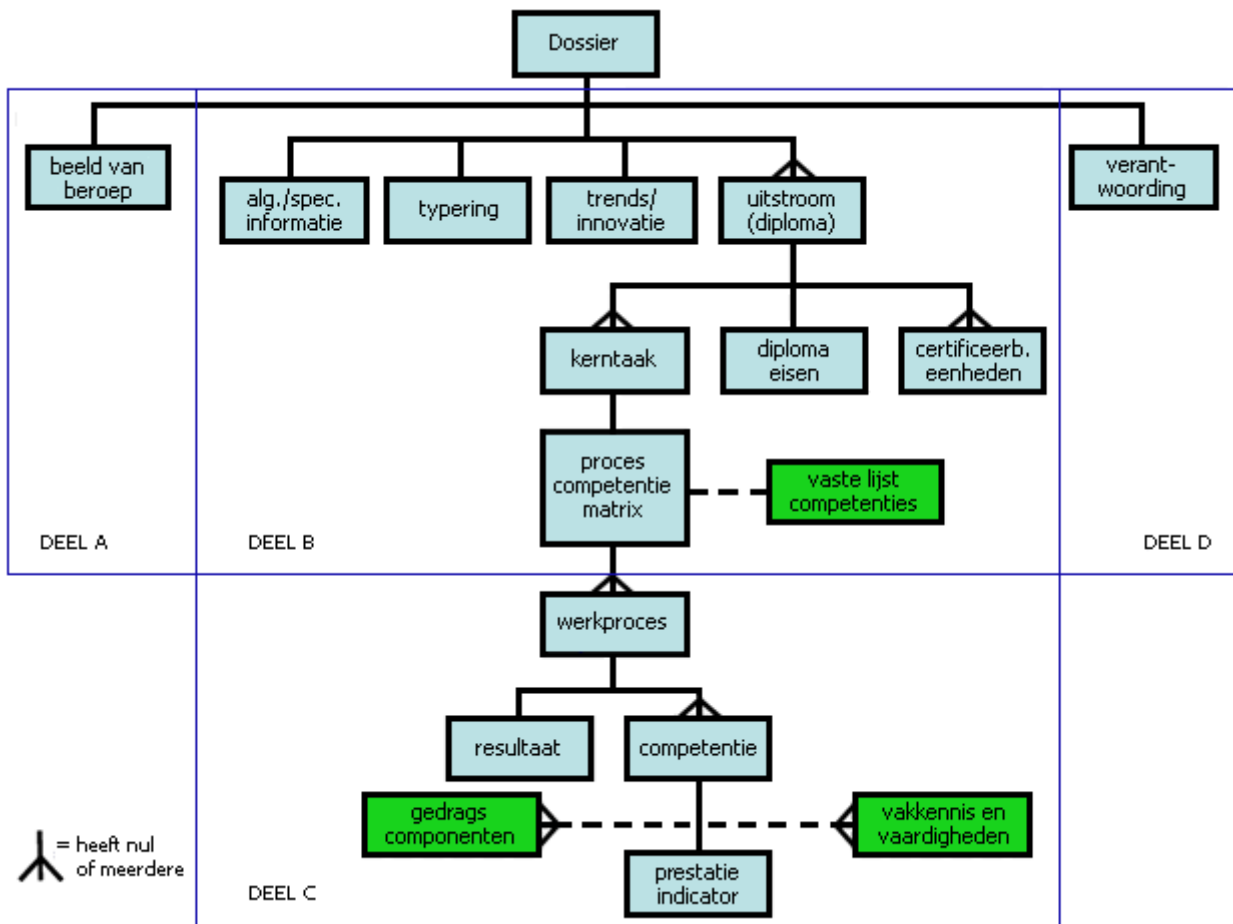 Dossier
beeld van
beroep
alg./spec.
informatie
typering
trends/
innovatie
uitstroom
(diploma)
verant-
woording
kerntaak
diploma
eisen
certificeerb.
eenheden
proces
competentie
matrix
vaste lijst
competenties
DEEL A
DEEL B
DEEL D
werkproces
resultaat
competentie
gedrags
componenten
vakkennis en
vaardigheden
= heeft nul
of meerdere
prestatie
indicator
DEEL C